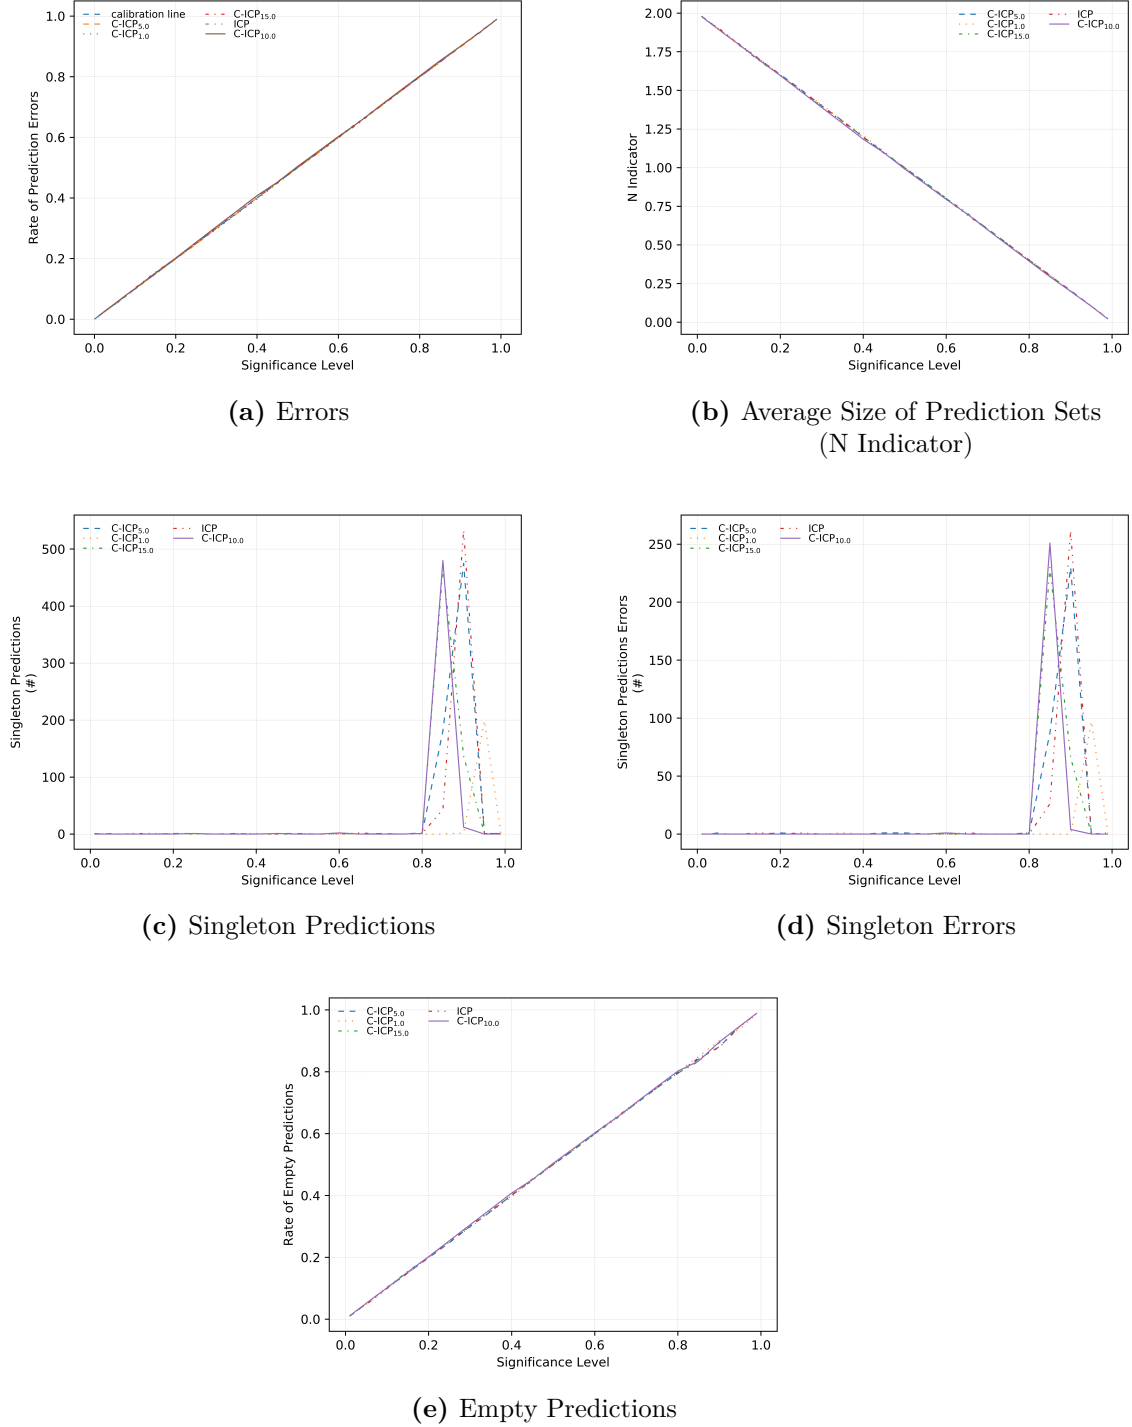 calibration line
C-ICP5.0
C-ICP1.0
C-ICP15.0
ICP
C-ICP10.0
1.0
0.8
0.6
0.4
0.2
0.0
Rate of Prediction Errors
0.0 0.2 0.4 0.6 0.8 1.0
Significance Level
(a) Errors
C-ICP5.0
C-ICP1.0
C-ICP15.0
ICP
C-ICP10.0
2.00
1.75
1.50
1.25
1.00
0.75
0.50
0.25
0.00
N Indicator
0.0 0.2 0.4 0.6 0.8 1.0
Significance Level
(b) Average Size of Prediction Sets
(N Indicator)
C-ICP5.0
C-ICP1.0
C-ICP15.0
ICP
C-ICP10.0
500
400
300
200
100
0
Singleton Predictions
(#)
0.0 0.2 0.4 0.6 0.8 1.0
Significance Level
(c) Singleton Predictions
C-ICP5.0
C-ICP1.0
C-ICP15.0
ICP
C-ICP10.0
250
200
150
100
50
0
Singleton Predictions Errors
(#)
0.0 0.2 0.4 0.6 0.8 1.0
Significance Level
(d) Singleton Errors
C-ICP5.0
C-ICP1.0
C-ICP15.0
ICP
C-ICP10.0
1.0
0.8
0.6
0.4
0.2
0.0
Rate of Empty Predictions
0.0 0.2 0.4 0.6 0.8 1.0
Significance Level
(e) Empty Predictions